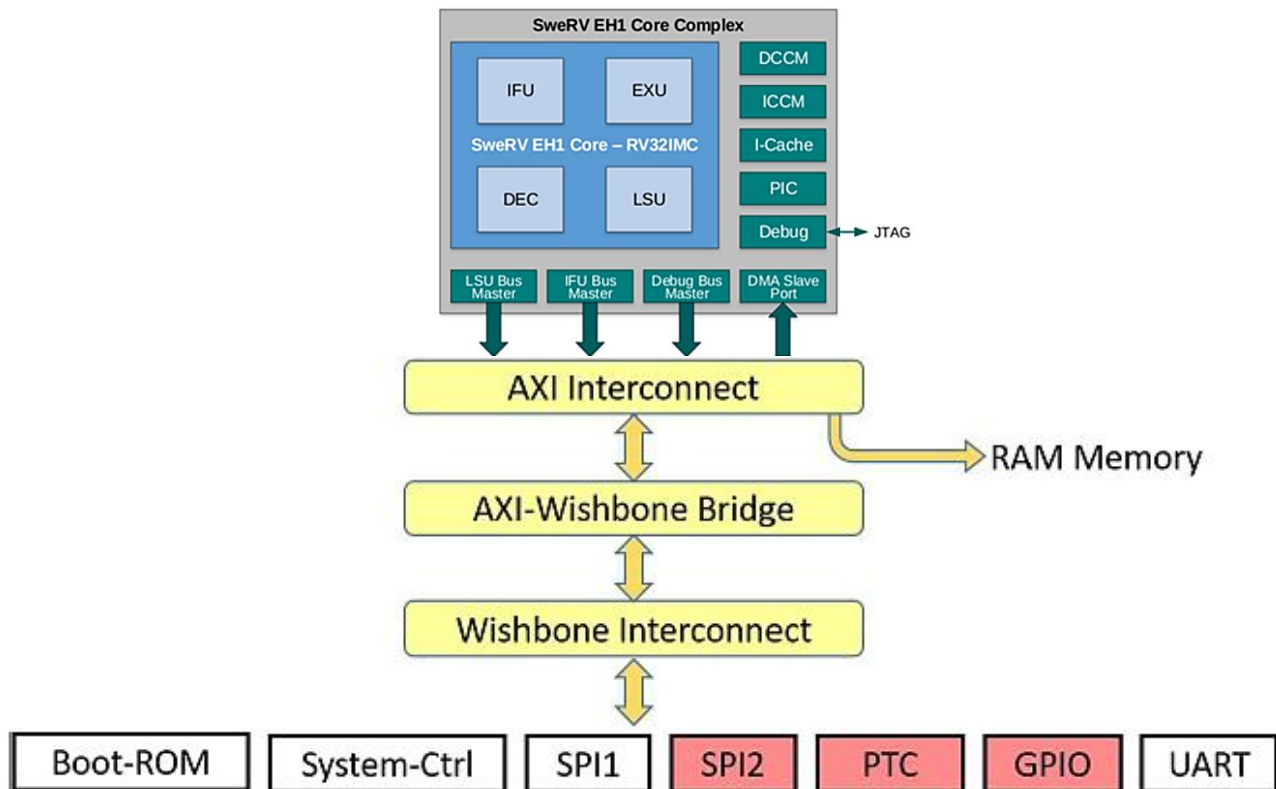 SweRV EH1 Core Complex
IFU
EXU
SweRV EH1 Core – RV32IMC
DEC
LSU
DCCM
ICCM
I-Cache
PIC
Debug
JTAG
LSU Bus
Master
IFU Bus
Master
Debug Bus
Master
DMA Slave
Port
AXI Interconnect
RAM Memory
AXI-Wishbone Bridge
Wishbone Interconnect
Boot-ROM
System-Ctrl
SPI1
SPI2
PTC
GPIO
UART